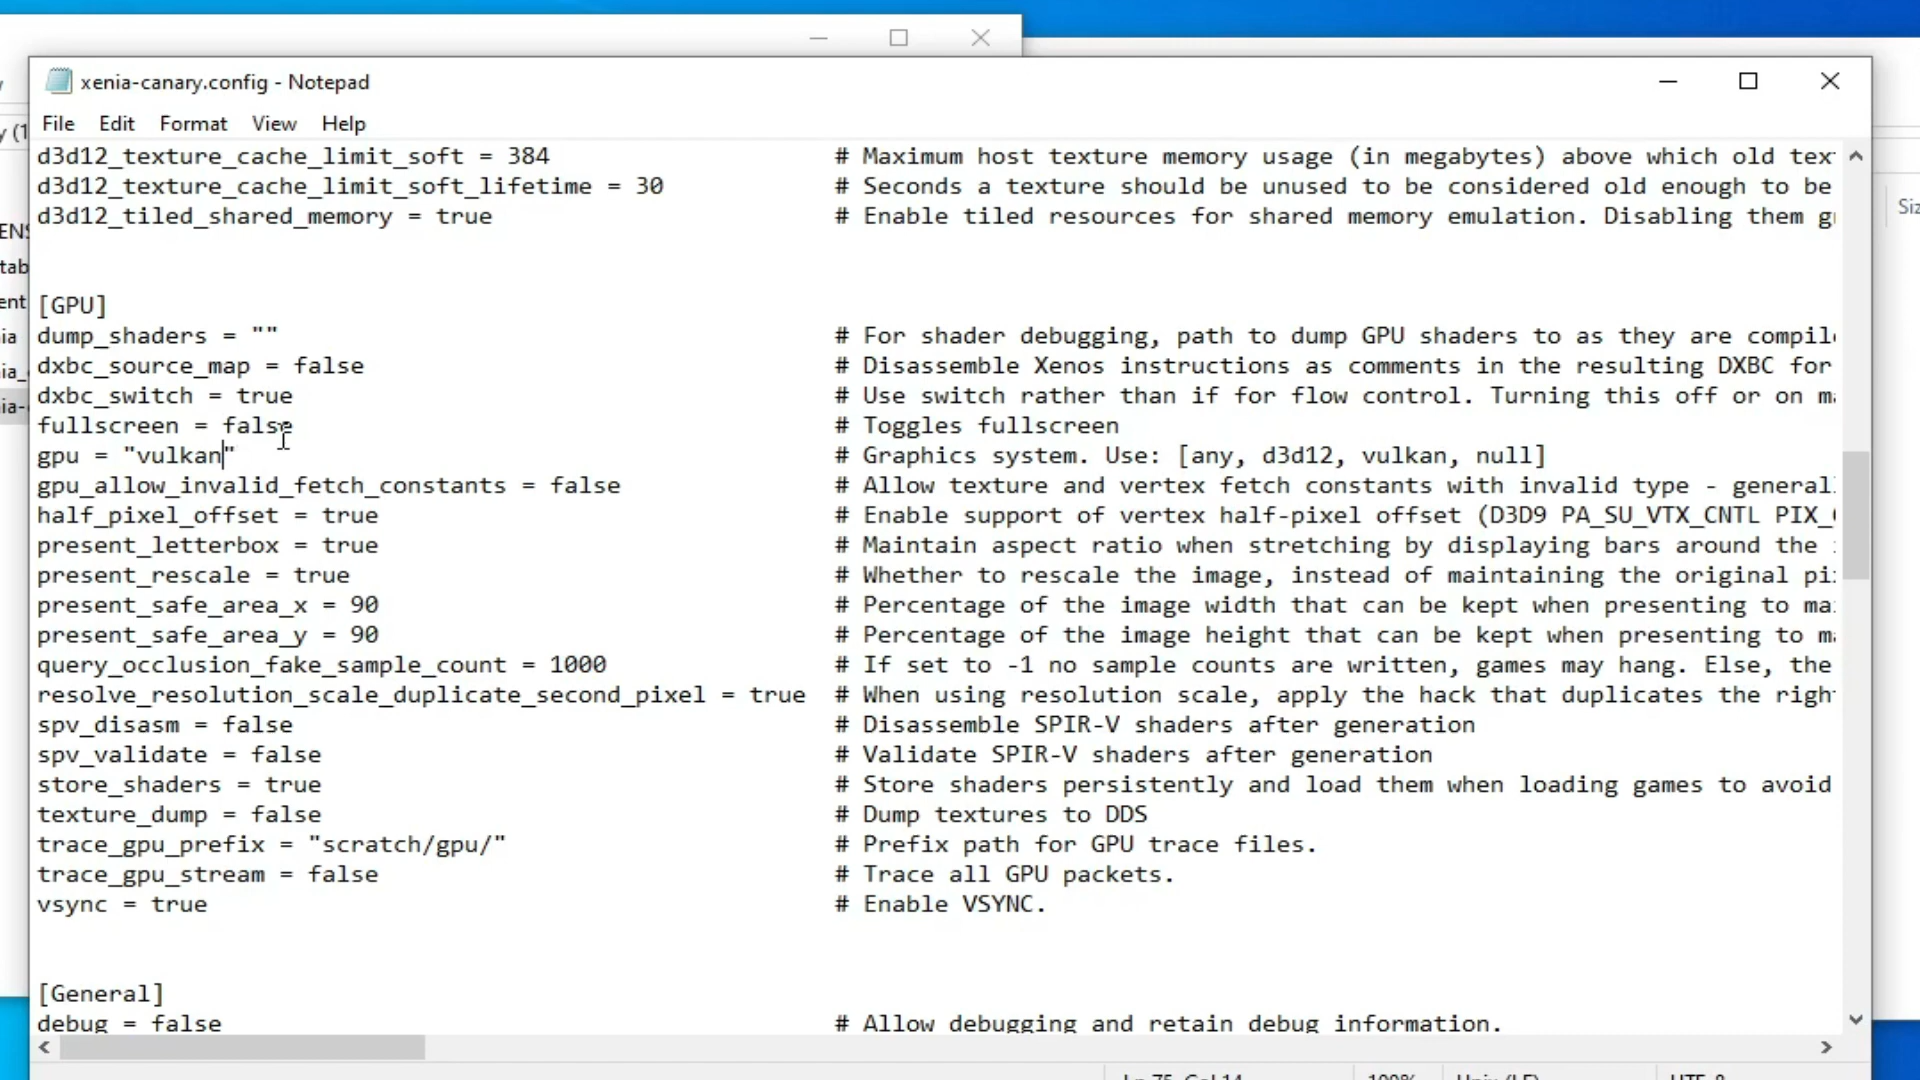 xenia-canary.config - Notepad
File Edit Format View Help
d3d12_texture_cache_limit_soft = 384 # Maximum host texture memory usage (in megabytes) above which old tex
d3d12_texture_cache_limit_soft_lifetime = 30 # Seconds a texture should be unused to be considered old enough to be
d3d12_tiled_shared_memory = true # Enable tiled resources for shared memory emulation. Disabling them g
[GPU]
dump_shaders = "" # For shader debugging, path to dump GPU shaders to as they are compil
dxbc_source_map = false # Disassemble Xenos instructions as comments in the resulting DXBC for
dxbc_switch = true # Use switch rather than if for flow control. Turning this off or on m
fullscreen = false # Toggles fullscreen
gpu = "vulkan" # Graphics system. Use: [any, d3d12, vulkan, null]
gpu_allow_invalid_fetch_constants = false # Allow texture and vertex fetch constants with invalid type - general
half_pixel_offset = true # Enable support of vertex half-pixel offset (D3D9 PA_SU_VTX_CNTL PIX_
present_letterbox = true # Maintain aspect ratio when stretching by displaying bars around the
present_rescale = true # Whether to rescale the image, instead of maintaining the original pi
present_safe_area_x = 90 # Percentage of the image width that can be kept when presenting to ma
present_safe_area_y = 90 # Percentage of the image height that can be kept when presenting to m
query_occlusion_fake_sample_count = 1000 # If set to -1 no sample counts are written, games may hang. Else, the
resolve_resolution_scale_duplicate_second_pixel = true # When using resolution scale, apply the hack that duplicates the righ
spv_disasm = false # Disassemble SPIR-V shaders after generation
spv_validate = false # Validate SPIR-V shaders after generation
store_shaders = true # Store shaders persistently and load them when loading games to avoid
texture_dump = false # Dump textures to DDS
trace_gpu_prefix = "scratch/gpu/" # Prefix path for GPU trace files.
trace_gpu_stream = false # Trace all GPU packets.
vsync = true # Enable VSYNC.
[General]
debug = false # Allow debugging and retain debug information.